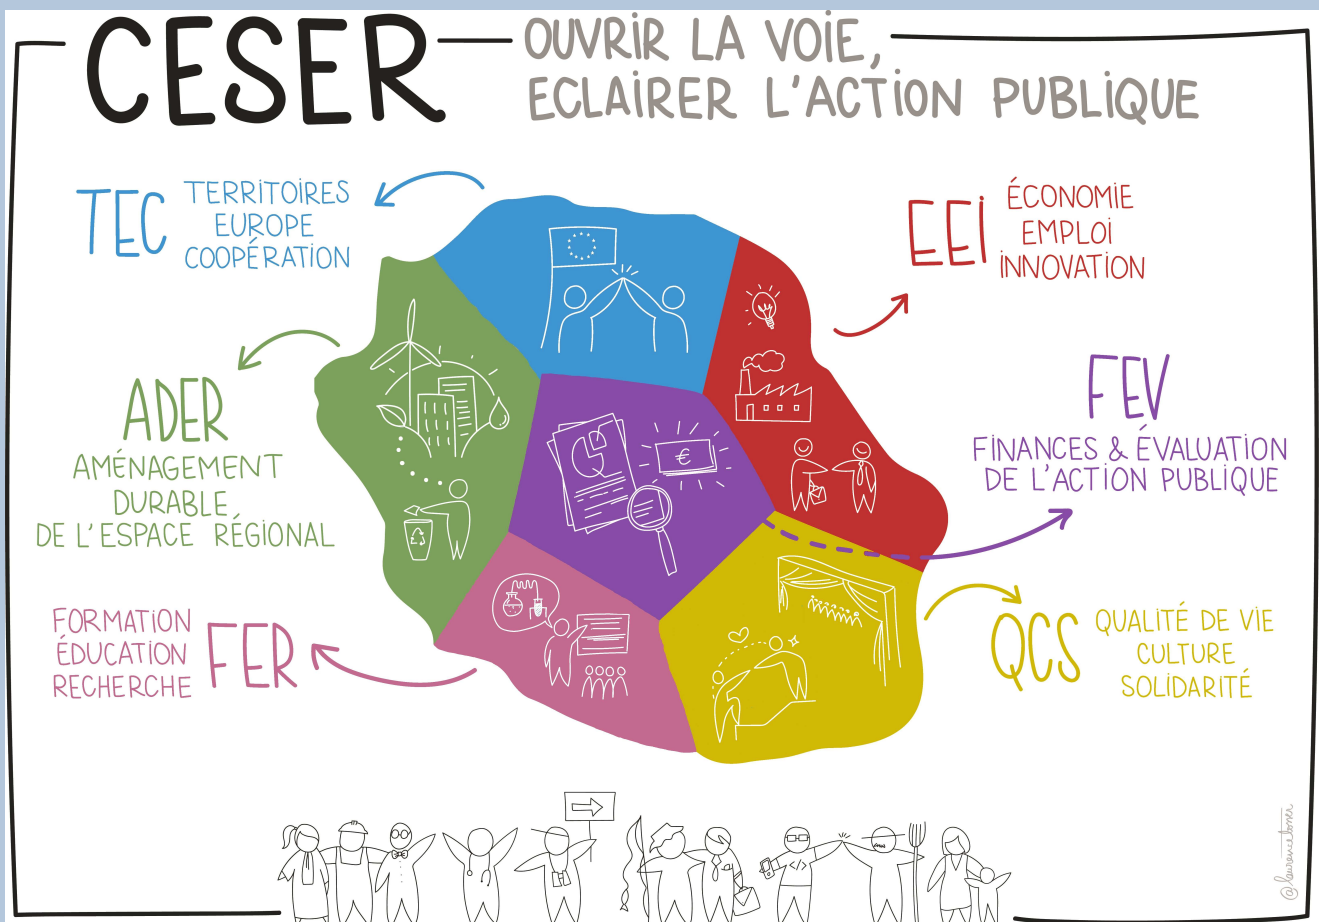 CESER
OUVRIR LA VOIE,
ECLAIRER L'ACTION PUBLIQUE
TEC
TERRITOIRES
EUROPE
COOPÉRATION
EEI
ÉCONOMIE
EMPLOI
INNOVATION
ADER
AMÉNAGEMENT
DURABLE
DE L'ESPACE RÉGIONAL
FEV
FINANCES & ÉVALUATION
DE L'ACTION PUBLIQUE
€
FORMATION
ÉDUCATION
RECHERCHE
FER
QCS
QUALITÉ DE VIE
CULTURE
SOLIDARITÉ
</>